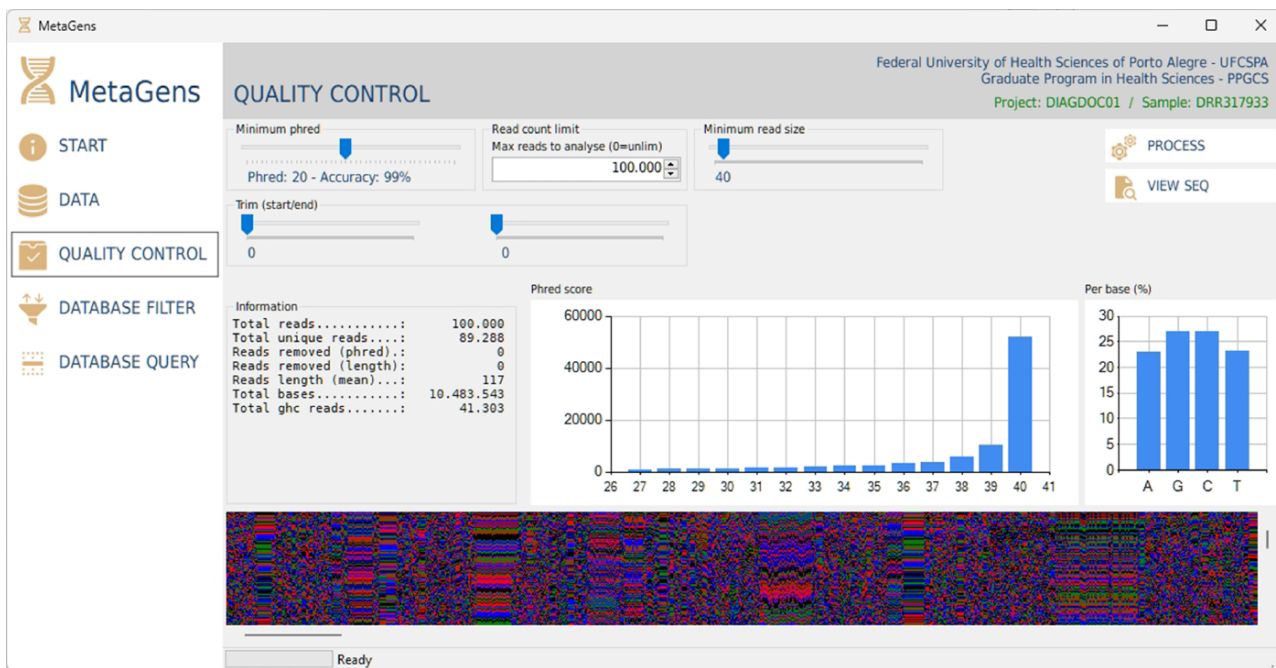 MetaGens
MetaGens
Federal University of Health Sciences of Porto Alegre - UFCSPA
Graduate Program in Health Sciences - PPGCS
Project: DIAGDOC01 / Sample: DRR317933
QUALITY CONTROL
START
DATA
QUALITY CONTROL
DATABASE FILTER
DATABASE QUERY
Minimum phred
Phred: 20 - Accuracy: 99%
Read count limit
Max reads to analyse (0=unlim)
100.000
Minimum read size
40
PROCESS
VIEW SEQ
Trim (start/end)
0 0
Information
Total reads...........: 100.000
Total unique reads....: 89.288
Reads removed (phred).: 0
Reads removed (length): 0
Reads length (mean)...: 117
Total bases...........: 10.483.543
Total ghc reads.......: 41.303
Phred score
60000
40000
20000
0
26 27 28 29 30 31 32 33 34 35 36 37 38 39 40 41
Per base (%)
30
25
20
15
10
5
0
A G C T
Ready